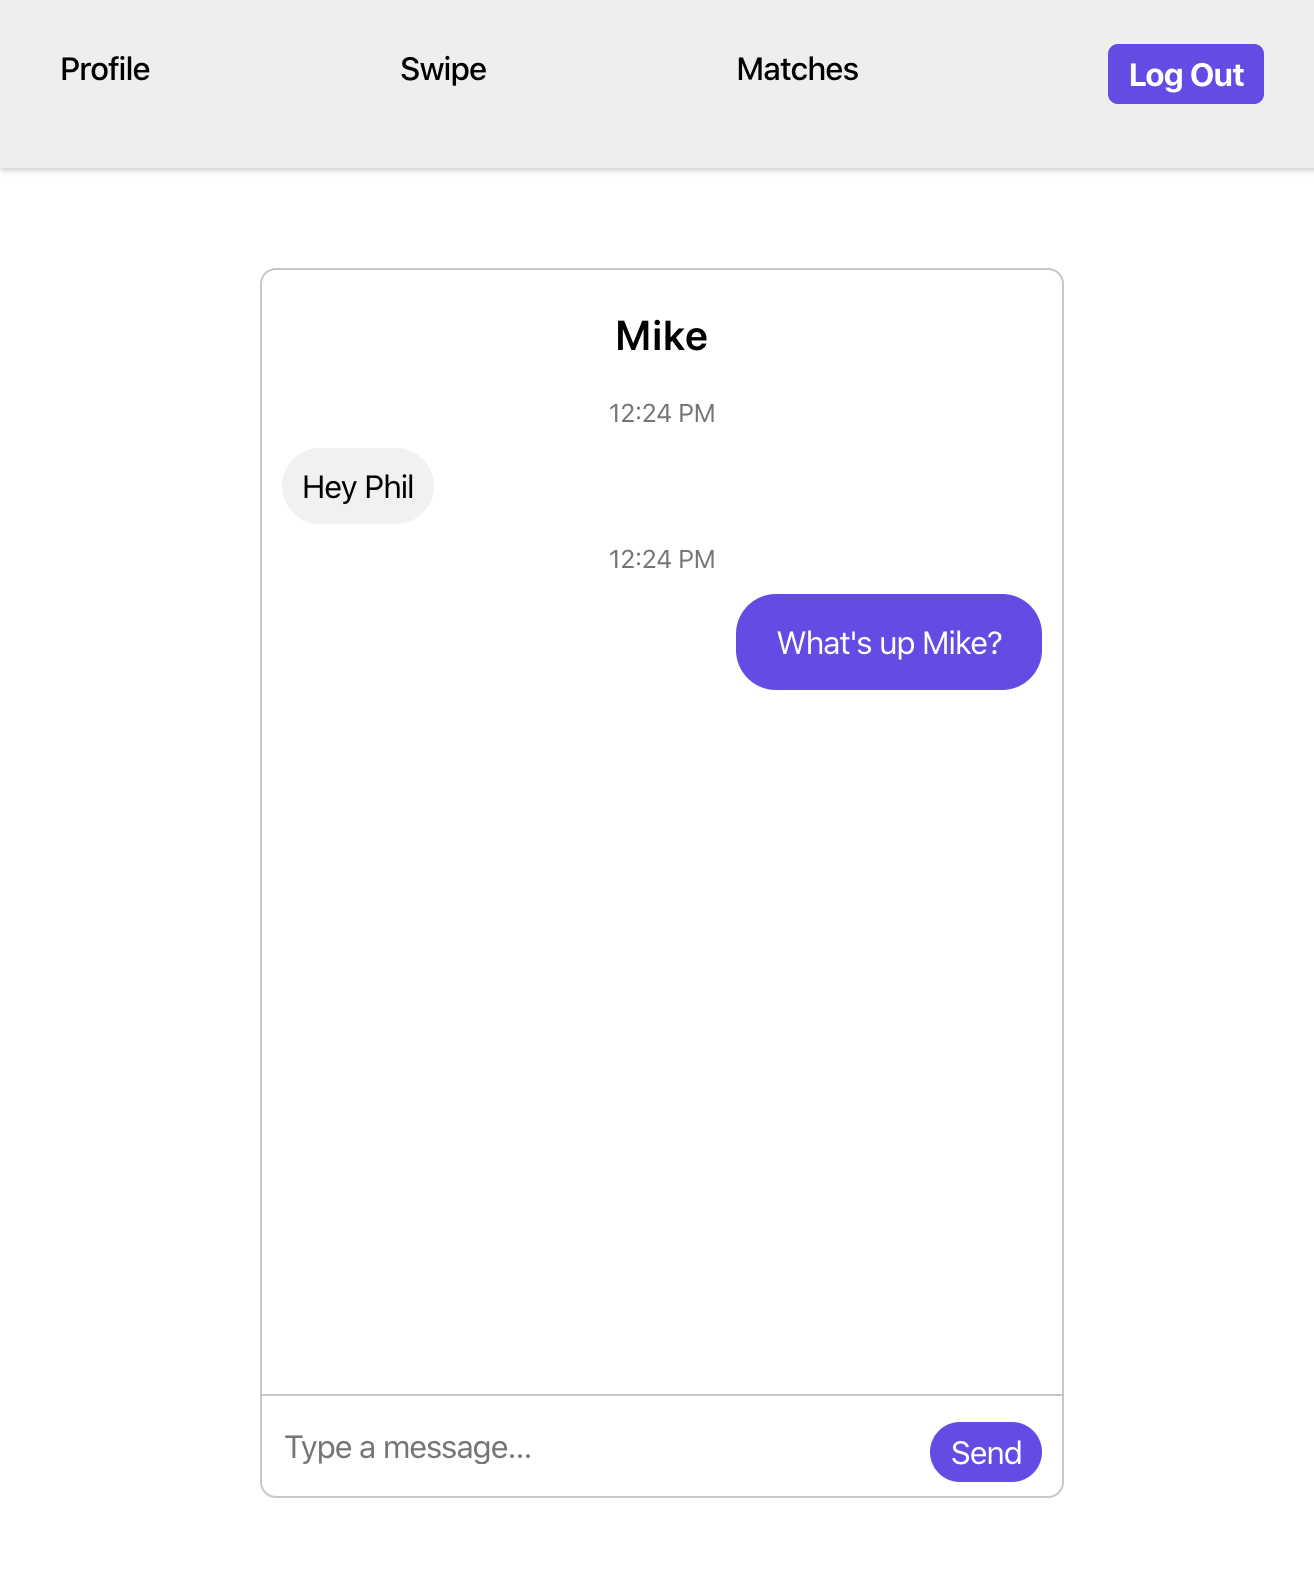 Profile
Swipe
Matches
Log Out
Mike
12:24 PM
Hey Phil
12:24 PM
What's up Mike?
Type a message...
Send